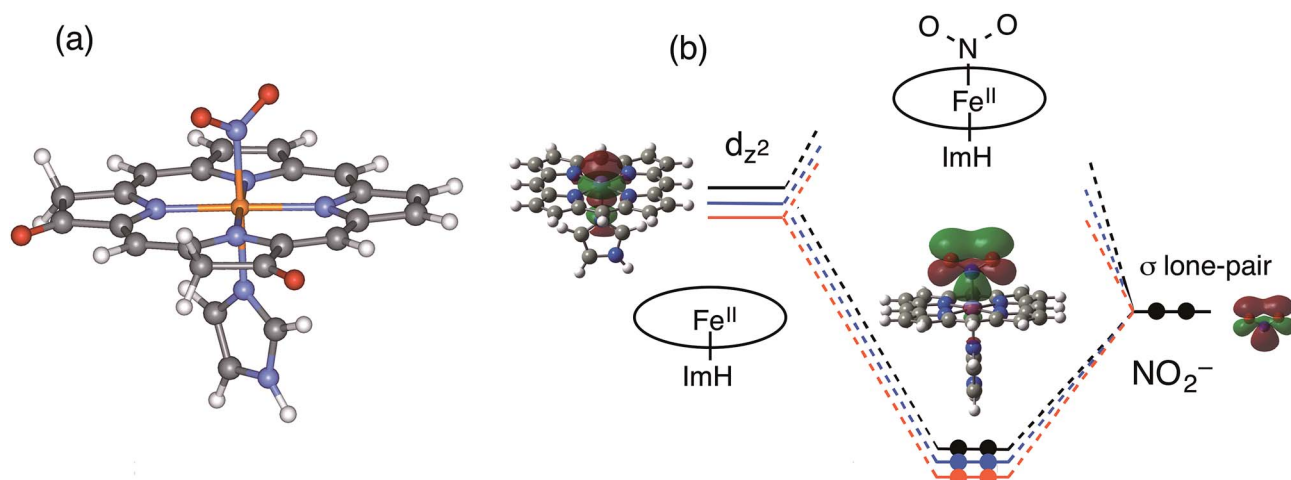 (a)
(b)
O
O
N
Fe^II
ImH
d_z²
Fe^II
ImH
σ lone-pair
NO₂⁻